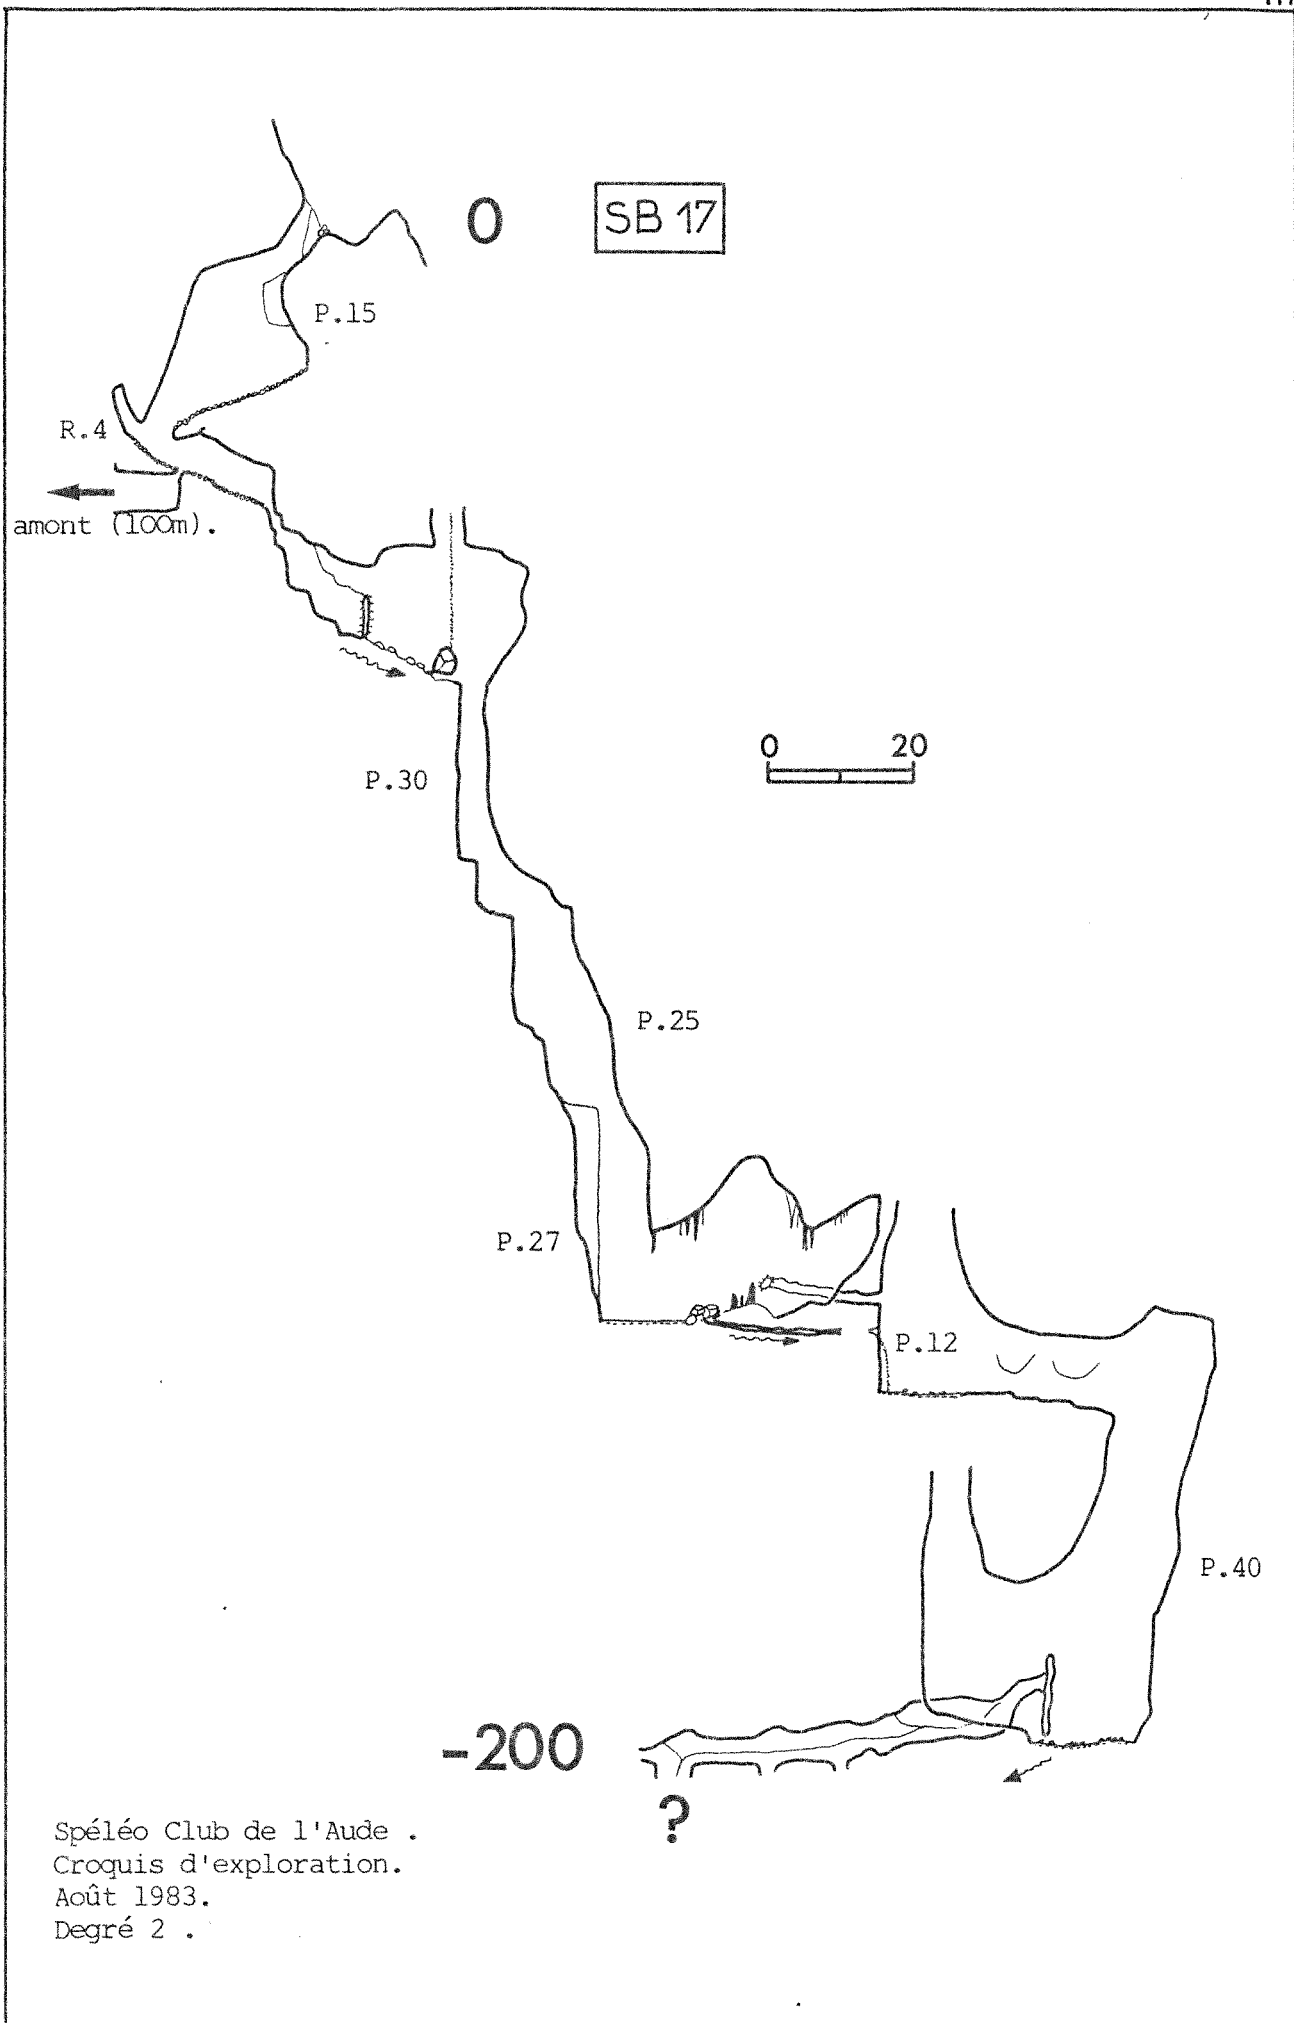 0
SB 17
P.15
R.4
amont (100m).
P.30
0 20
P.25
P.27
P.12
P.40
-200
?
Spéléo Club de l'Aude .
Croquis d'exploration.
Août 1983.
Degré 2 .